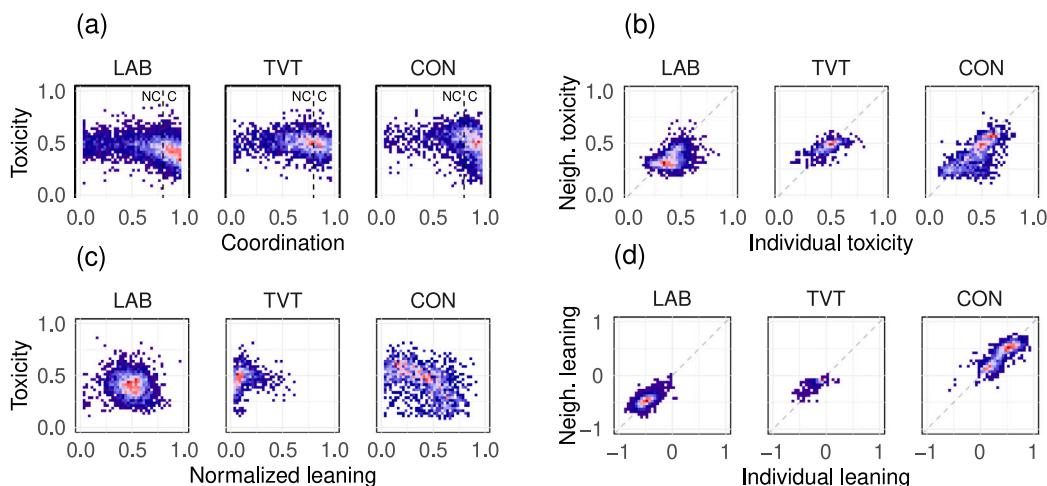 (a)
LAB TVT CON
NC C NC C NC C
Toxicity
1.0
0.5
0.0
0.0 0.5 1.0 0.0 0.5 1.0 0.0 0.5 1.0
Coordination
(b)
LAB TVT CON
Neigh. toxicity
1.0
0.5
0.0
0.0 0.5 1.0 0.0 0.5 1.0 0.0 0.5 1.0
Individual toxicity
(c)
LAB TVT CON
Toxicity
1.0
0.5
0.0
0.0 0.5 1.0 0.0 0.5 1.0 0.0 0.5 1.0
Normalized leaning
(d)
LAB TVT CON
Neigh. leaning
1
0
−1
−1 0 1 −1 0 1 −1 0 1
Individual leaning